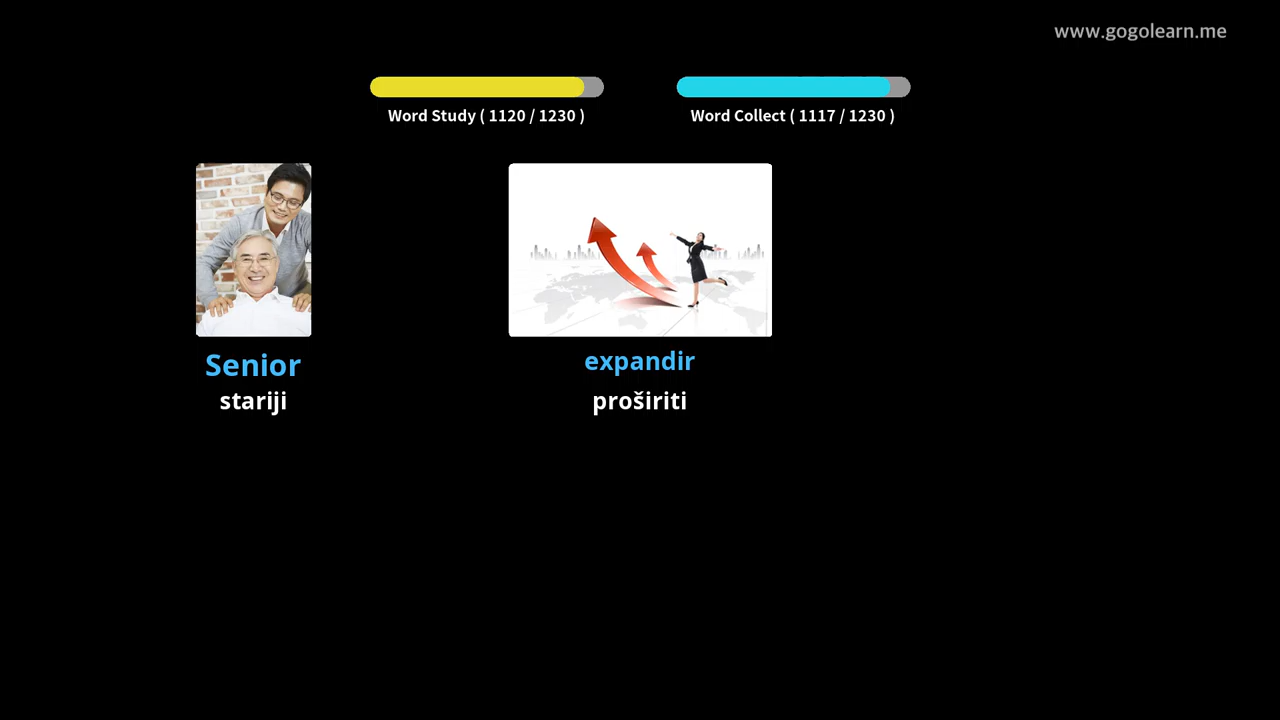 www.gogolearn.me
Word Study ( 1120 / 1230 )
Word Collect ( 1117 / 1230 )
Senior
stariji
expandir
proširiti